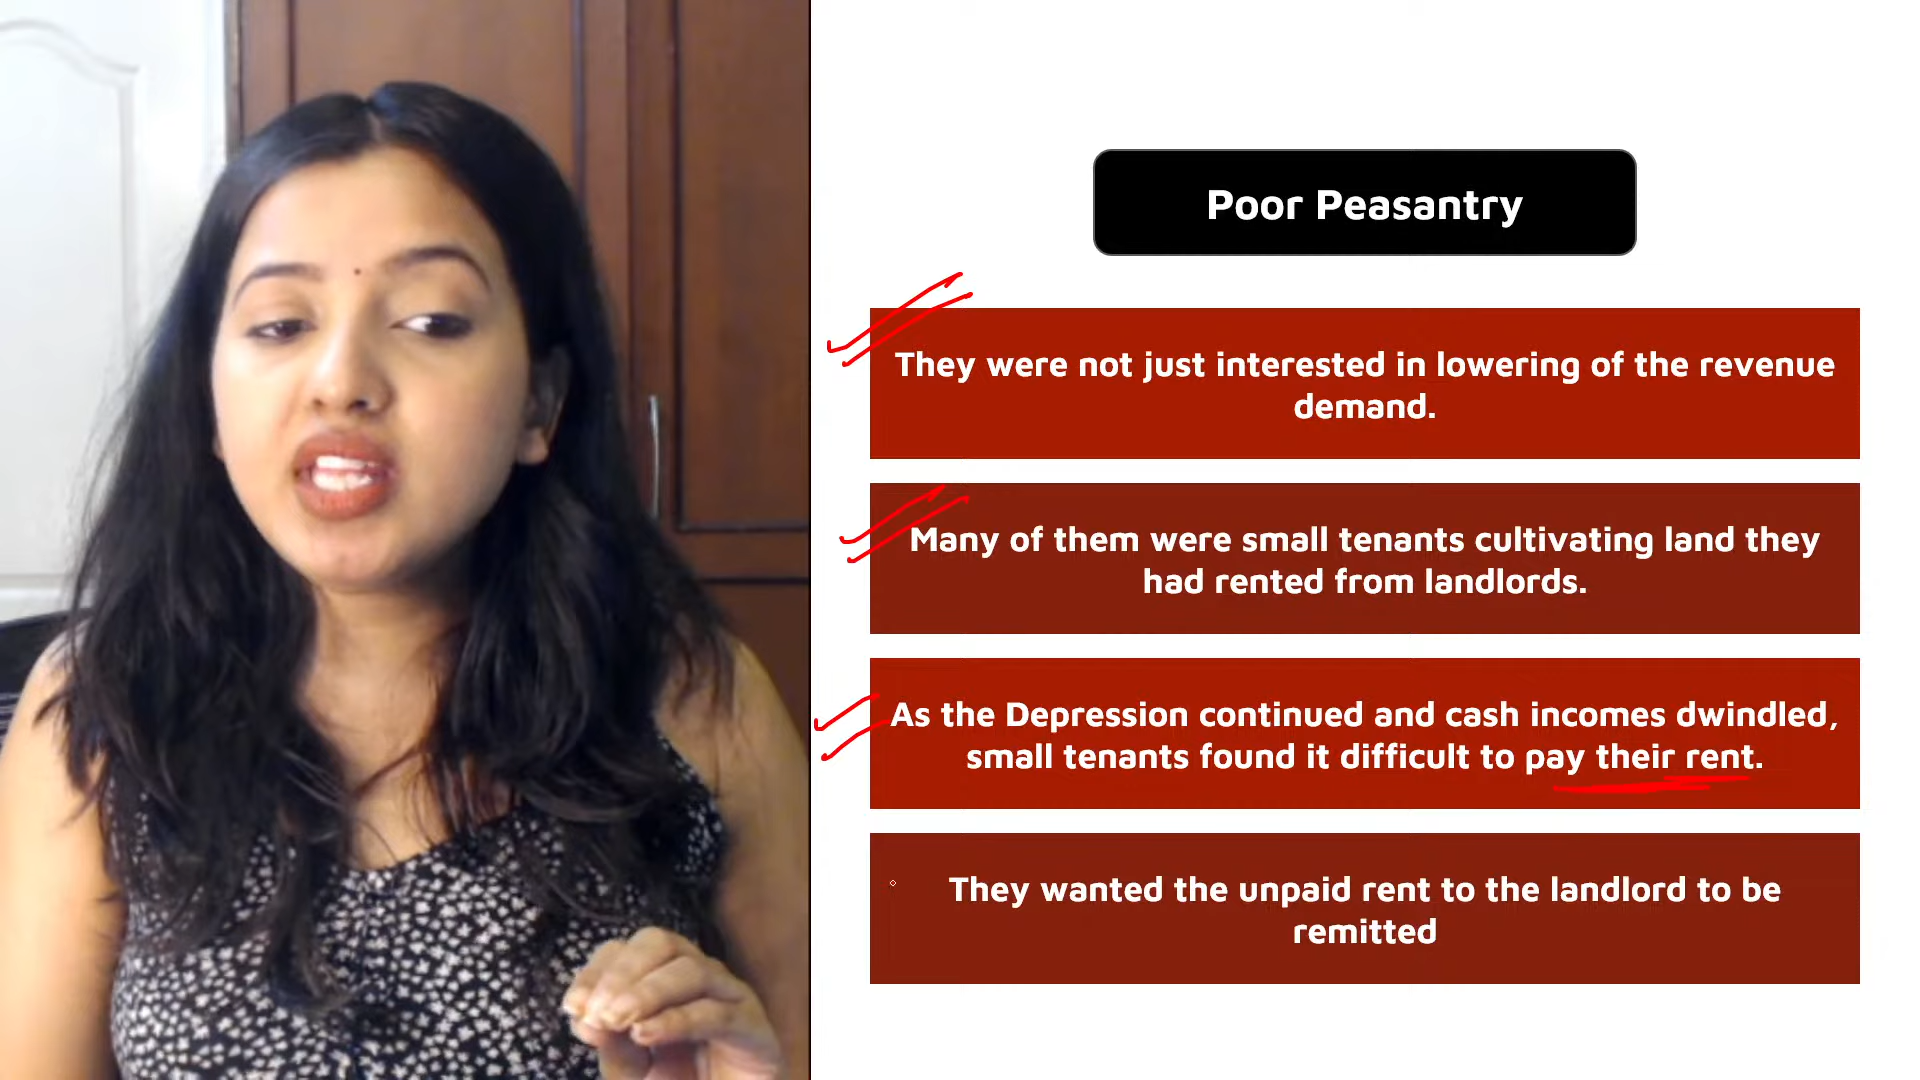 Poor Peasantry
They were not just interested in lowering of the revenue
demand.
Many of them were small tenants cultivating land they
had rented from landlords.
As the Depression continued and cash incomes dwindled,
small tenants found it difficult to pay their rent.
They wanted the unpaid rent to the landlord to be
remitted